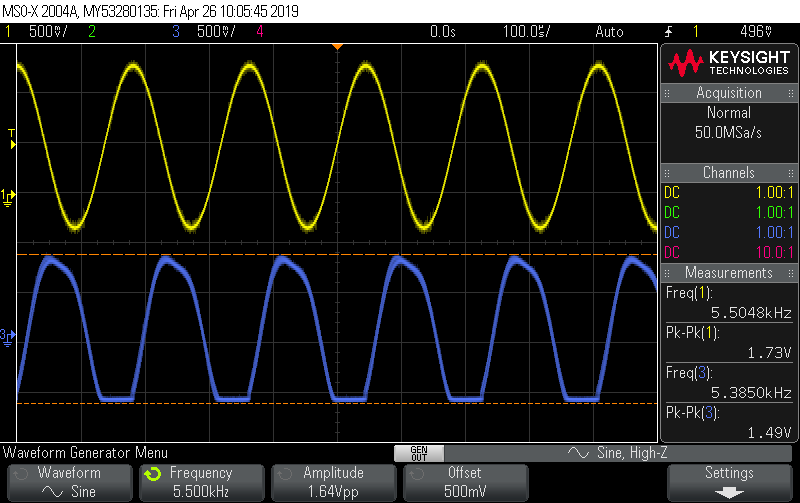 MSO-X 2004A, MY53280135: Fri Apr 26 10:05:45 2019
1 500mV/ 2 3 500mV/ 4 0.0s 100.0us/ Auto 1 496mV
KEYSIGHT
TECHNOLOGIES
Acquisition
Normal
50.0MSa/s
Channels
DC 1.00:1
DC 1.00:1
DC 1.00:1
DC 10.0:1
Measurements
Freq(1):
5.5048kHz
Pk-Pk(1):
1.73V
Freq(3):
5.3850kHz
Pk-Pk(3):
1.49V
T
1
3
Waveform Generator Menu
GEN
OUT
Sine, High-Z
Waveform
Sine
Frequency
5.500kHz
Amplitude
1.64Vpp
Offset
500mV
Settings